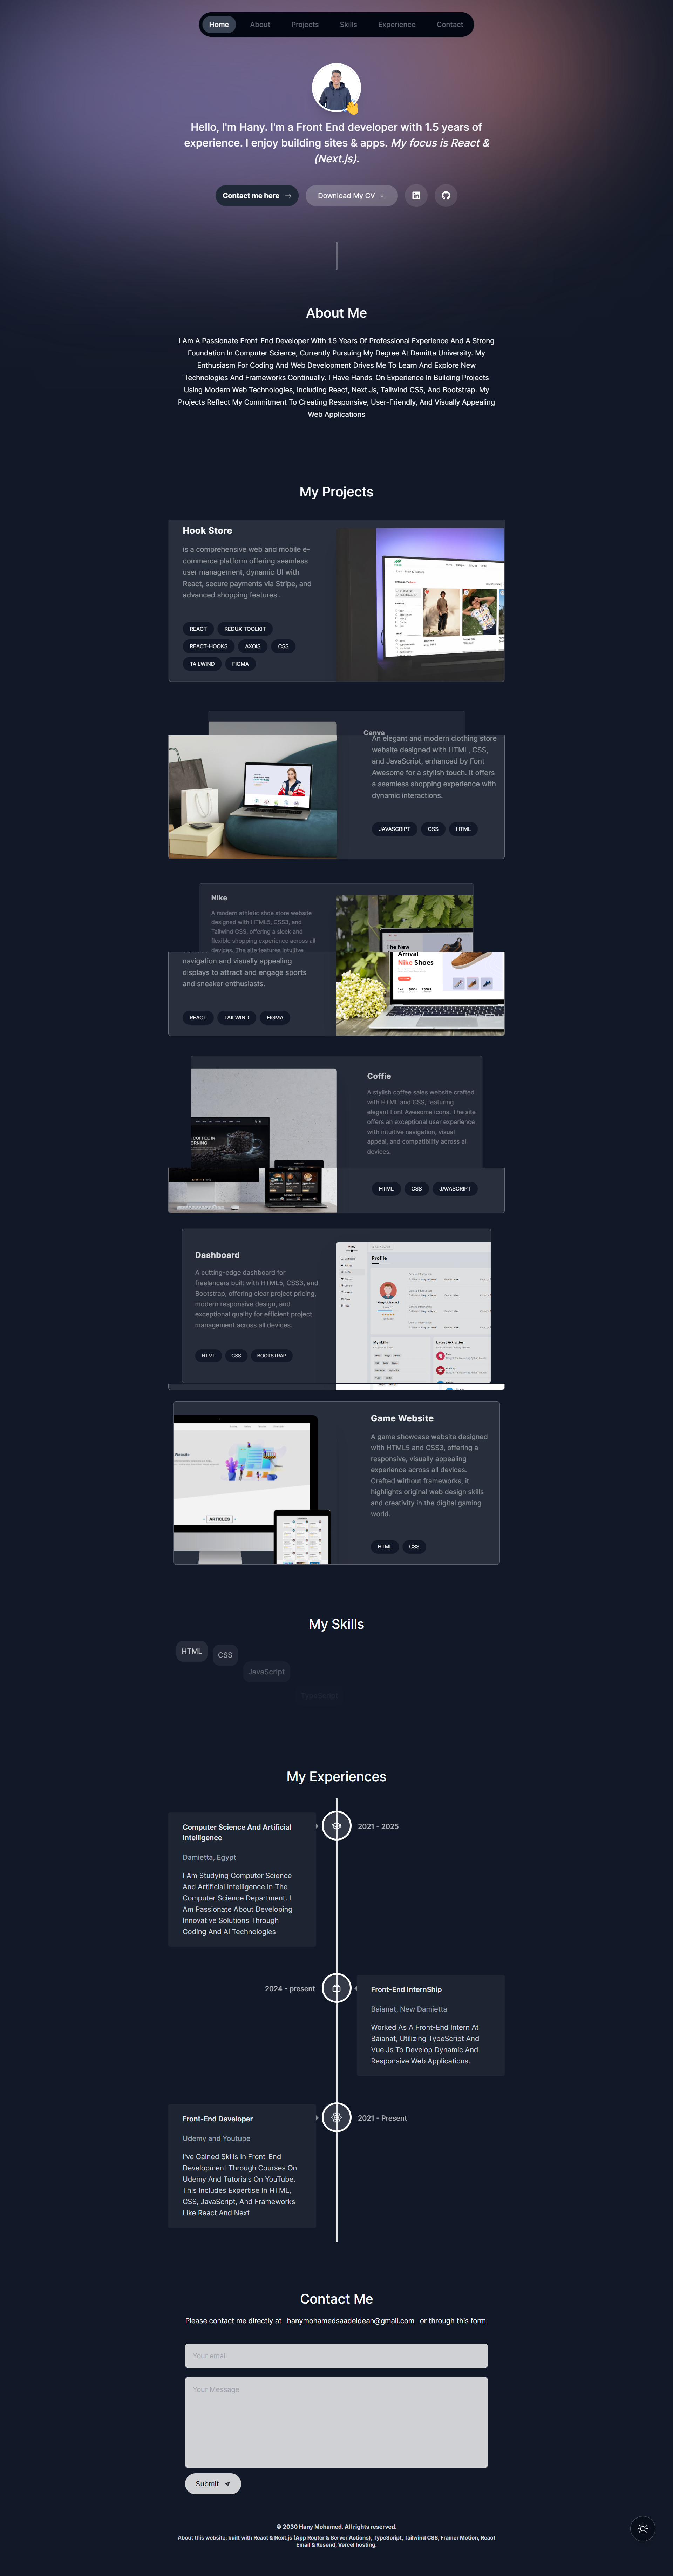 Home
About
Projects
Skills
Experience
Contact
Hello, I'm Hany. I'm a Front End developer with 1.5 years of
experience. I enjoy building sites & apps. My focus is React &
(Next.js).
Contact me here
Download My CV
About Me
I Am A Passionate Front-End Developer With 1.5 Years Of Professional Experience And A Strong
Foundation In Computer Science, Currently Pursuing My Degree At Damitta University. My
Enthusiasm For Coding And Web Development Drives Me To Learn And Explore New
Technologies And Frameworks Continually. I Have Hands-On Experience In Building Projects
Using Modern Web Technologies, Including React, Next.Js, Tailwind CSS, And Bootstrap. My
Projects Reflect My Commitment To Creating Responsive, User-Friendly, And Visually Appealing
Web Applications
My Projects
Hook Store
is a comprehensive web and mobile e-
commerce platform offering seamless
user management, dynamic UI with
React, secure payments via Stripe, and
advanced shopping features .
REACT
REDUX-TOOLKIT
REACT-HOOKS
AXOIS
CSS
TAILWIND
FIGMA
Canva
An elegant and modern clothing store
website designed with HTML, CSS,
and JavaScript, enhanced by Font
Awesome for a stylish touch. It offers
a seamless shopping experience with
dynamic interactions.
JAVASCRIPT
CSS
HTML
Nike
A modern athletic shoe store website
designed with HTML5, CSS3, and
Tailwind CSS, offering a sleek and
flexible shopping experience across all
devices. The site features intuitive
navigation and visually appealing
displays to attract and engage sports
and sneaker enthusiasts.
The New
Arrival
Nike Shoes
REACT
TAILWIND
FIGMA
Coffie
A stylish coffee sales website crafted
with HTML and CSS, featuring
elegant Font Awesome icons. The site
offers an exceptional user experience
with intuitive navigation, visual
appeal, and compatibility across all
devices.
COFFEE IN
HTML
CSS
JAVASCRIPT
Dashboard
A cutting-edge dashboard for
freelancers built with HTML5, CSS3, and
Bootstrap, offering clear project pricing,
modern responsive design, and
exceptional quality for efficient project
management across all devices.
HTML
CSS
BOOTSTRAP
Profile
My skills
Latest Activities
Game Website
A game showcase website designed
with HTML5 and CSS3, offering a
responsive, visually appealing
experience across all devices.
Crafted without frameworks, it
highlights original web design skills
and creativity in the digital gaming
world.
HTML
CSS
Website
ARTICLES
My Skills
HTML
CSS
JavaScript
My Experiences
Computer Science And Artificial
Intelligence
Damietta, Egypt
I Am Studying Computer Science
And Artificial Intelligence In The
Computer Science Department. I
Am Passionate About Developing
Innovative Solutions Through
Coding And AI Technologies
2021 - 2025
2024 - present
Front-End InternShip
Baianat, New Damietta
Worked As A Front-End Intern At
Baianat, Utilizing TypeScript And
Vue.Js To Develop Dynamic And
Responsive Web Applications.
Front-End Developer
Udemy and Youtube
I've Gained Skills In Front-End
Development Through Courses On
Udemy And Tutorials On YouTube.
This Includes Expertise In HTML,
CSS, JavaScript, And Frameworks
Like React And Next
2021 - Present
Contact Me
Please contact me directly at hanymohamedsaadeldean@gmail.com or through this form.
Your email
Your Message
Submit
© 2030 Hany Mohamed. All rights reserved.
About this website: built with React & Next.js (App Router & Server Actions), TypeScript, Tailwind CSS, Framer Motion, React
Email & Resend, Vercel hosting.